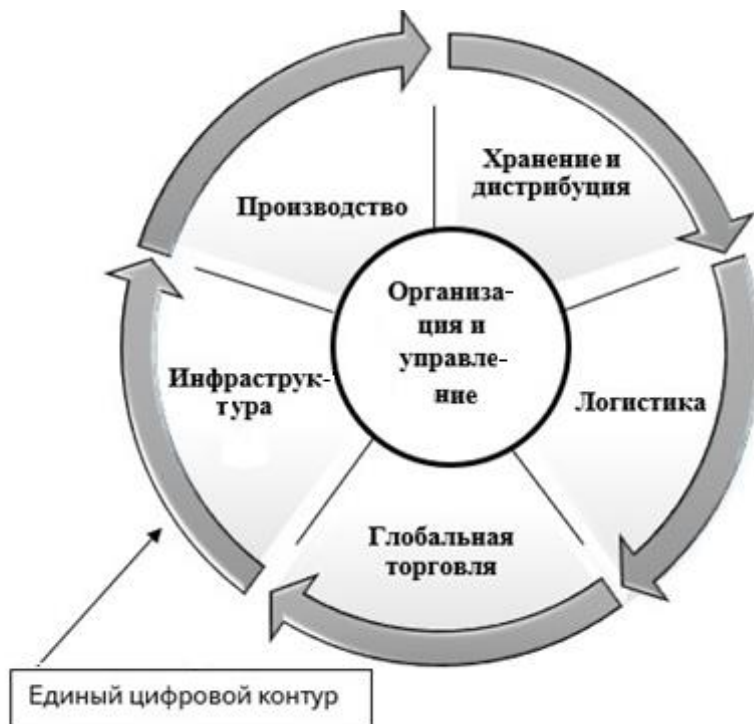 Хранение и
дистрибуция
Производство
Организа-
ция и
управле-
ние
Инфраструк-
тура
Логистика
Глобальная
торговля
Единый цифровой контур